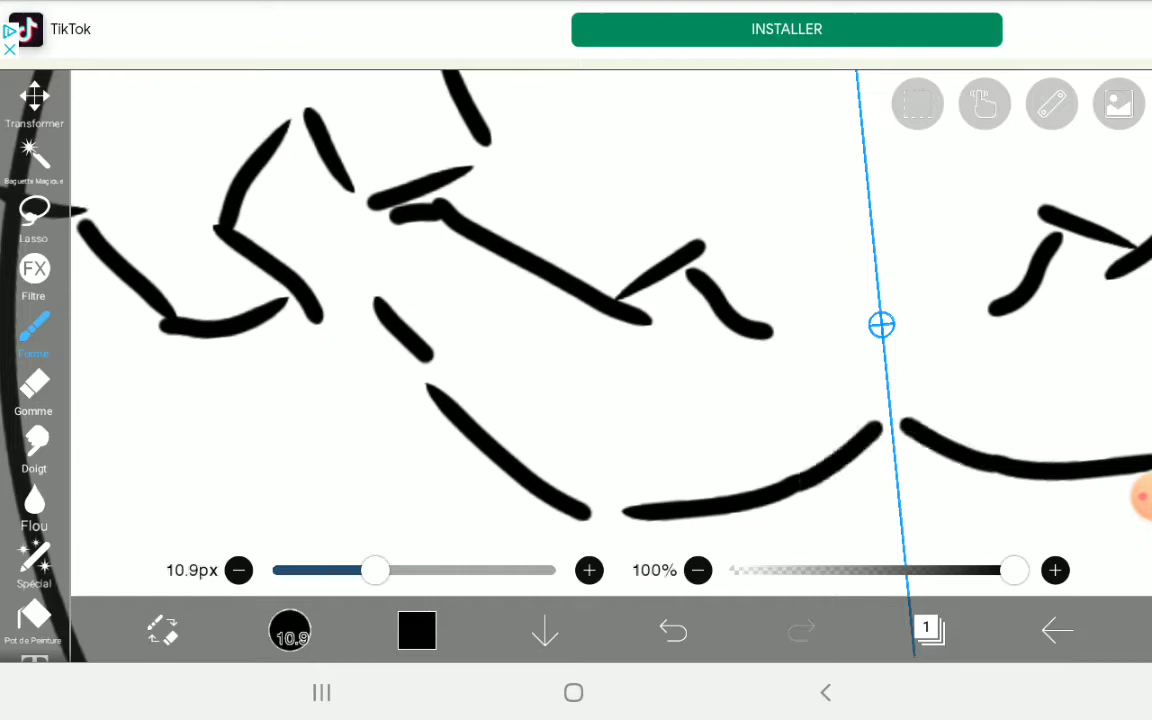 TikTok
INSTALLER
Transformer
Baguette Magique
Lasso
FX
Filtre
Forme
Gomme
Doigt
Flou
Spécial
Pot de Peinture
10.9px
100%
10.9
1